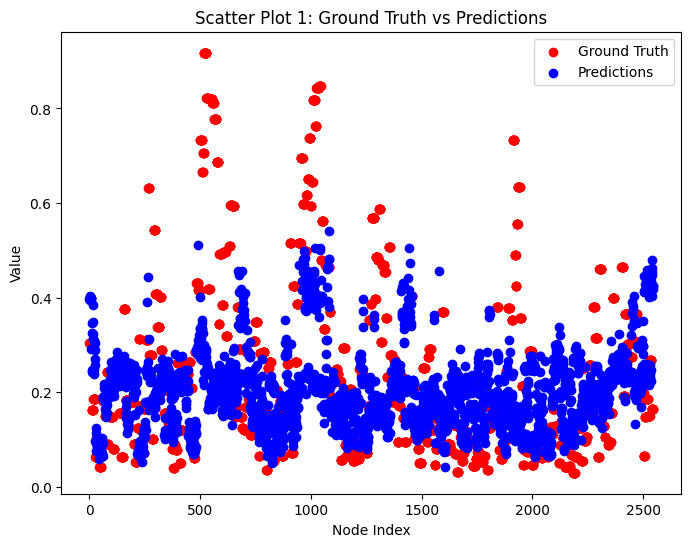 Scatter Plot 1: Ground Truth vs Predictions
Ground Truth
Predictions
Value
0.8
0.6
0.4
0.2
0.0
0 500 1000 1500 2000 2500
Node Index